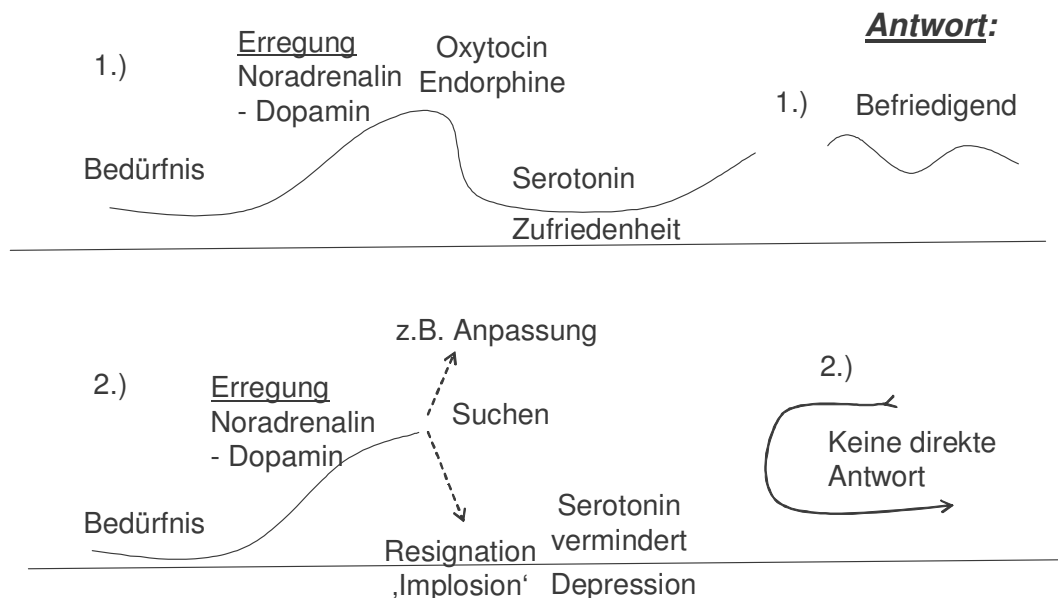 Antwort:
1.)
Erregung
Noradrenalin
- Dopamin
Oxytocin
Endorphine
1.)
Befriedigend
Bedürfnis
Serotonin
Zufriedenheit
z.B. Anpassung
2.)
Erregung
Noradrenalin
- Dopamin
Suchen
2.)
Keine direkte
Antwort
Bedürfnis
Serotonin
vermindert
Resignation
‚Implosion‘
Depression